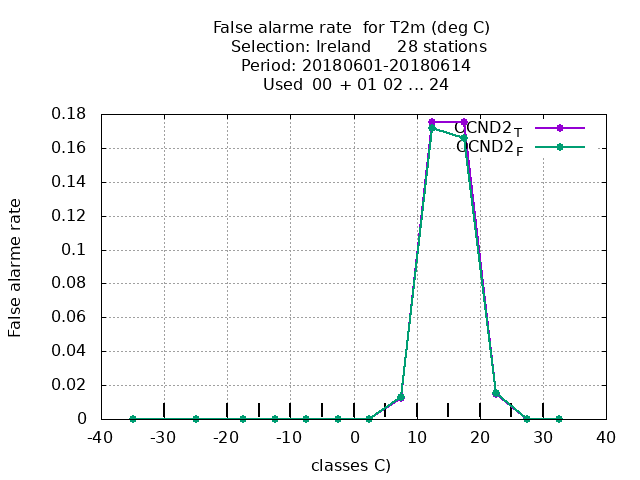 False alarme rate  for T2m (deg C)
Selection: Ireland     28 stations
Period: 20180601-20180614
Used  00  + 01 02 ... 24
0.18
0.16
0.14
0.12
0.1
0.08
0.06
0.04
0.02
0
False alarme rate
CCND2T
CCND2F
-40 -30 -20 -10 0 10 20 30 40
classes C)